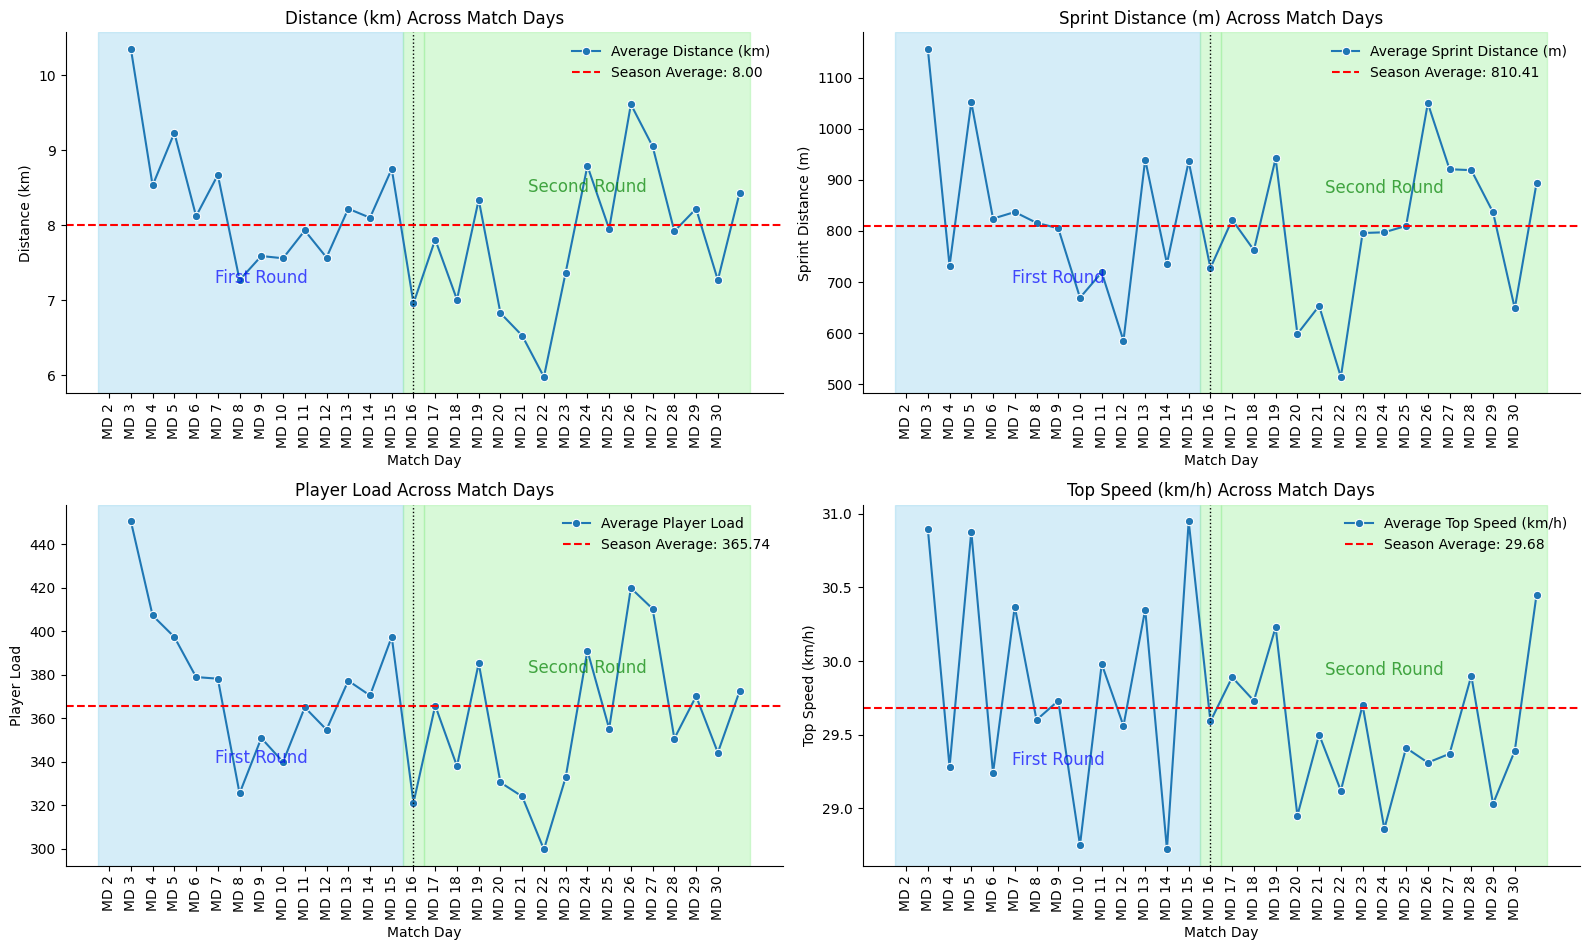 Distance (km) Across Match Days
Distance (km)
10
9
8
7
6
Average Distance (km)
Season Average: 8.00
First Round
Second Round
MD 2
MD 3
MD 4
MD 5
MD 6
MD 7
MD 8
MD 9
MD 10
MD 11
MD 12
MD 13
MD 14
MD 15
MD 16
MD 17
MD 18
MD 19
MD 20
MD 21
MD 22
MD 23
MD 24
MD 25
MD 26
MD 27
MD 28
MD 29
MD 30
Match Day
Sprint Distance (m) Across Match Days
Sprint Distance (m)
1100
1000
900
800
700
600
500
Average Sprint Distance (m)
Season Average: 810.41
First Round
Second Round
MD 2
MD 3
MD 4
MD 5
MD 6
MD 7
MD 8
MD 9
MD 10
MD 11
MD 12
MD 13
MD 14
MD 15
MD 16
MD 17
MD 18
MD 19
MD 20
MD 21
MD 22
MD 23
MD 24
MD 25
MD 26
MD 27
MD 28
MD 29
MD 30
Match Day
Player Load Across Match Days
Player Load
440
420
400
380
360
340
320
300
Average Player Load
Season Average: 365.74
First Round
Second Round
MD 2
MD 3
MD 4
MD 5
MD 6
MD 7
MD 8
MD 9
MD 10
MD 11
MD 12
MD 13
MD 14
MD 15
MD 16
MD 17
MD 18
MD 19
MD 20
MD 21
MD 22
MD 23
MD 24
MD 25
MD 26
MD 27
MD 28
MD 29
MD 30
Match Day
Top Speed (km/h) Across Match Days
Top Speed (km/h)
31.0
30.5
30.0
29.5
29.0
Average Top Speed (km/h)
Season Average: 29.68
First Round
Second Round
MD 2
MD 3
MD 4
MD 5
MD 6
MD 7
MD 8
MD 9
MD 10
MD 11
MD 12
MD 13
MD 14
MD 15
MD 16
MD 17
MD 18
MD 19
MD 20
MD 21
MD 22
MD 23
MD 24
MD 25
MD 26
MD 27
MD 28
MD 29
MD 30
Match Day